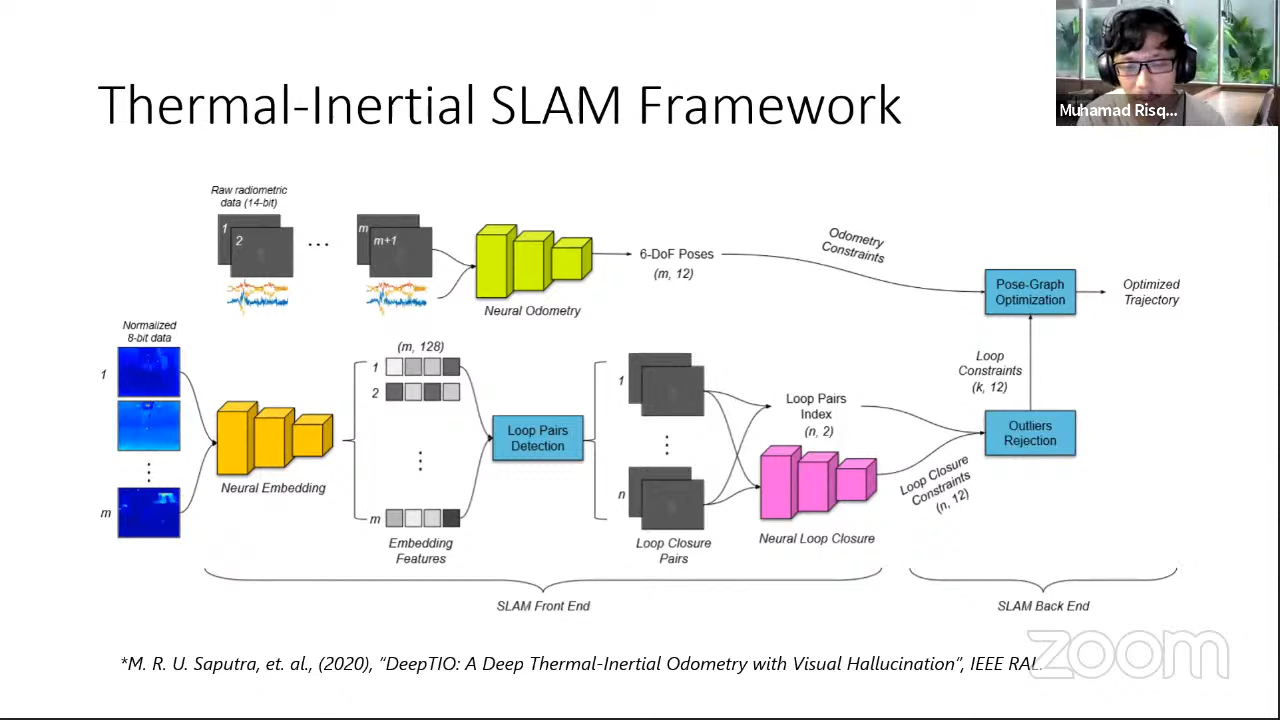 Thermal-Inertial SLAM Framework
Muhamad Risq...
Raw radiometric
data (14-bit)
1
2
...
m
m+1
Neural Odometry
6-DoF Poses
(m, 12)
Odometry
Constraints
Pose-Graph
Optimization
Optimized
Trajectory
Normalized
8-bit data
1
m
Neural Embedding
(m, 128)
1
2
m
Embedding
Features
Loop Pairs
Detection
1
n
Loop Closure
Pairs
Loop Pairs
Index
(n, 2)
Neural Loop Closure
Loop Closure
Constraints
(n, 12)
Loop
Constraints
(k, 12)
Outliers
Rejection
SLAM Front End
SLAM Back End
*M. R. U. Saputra, et. al., (2020), “DeepTIO: A Deep Thermal-Inertial Odometry with Visual Hallucination”, IEEE RAL.
zoom